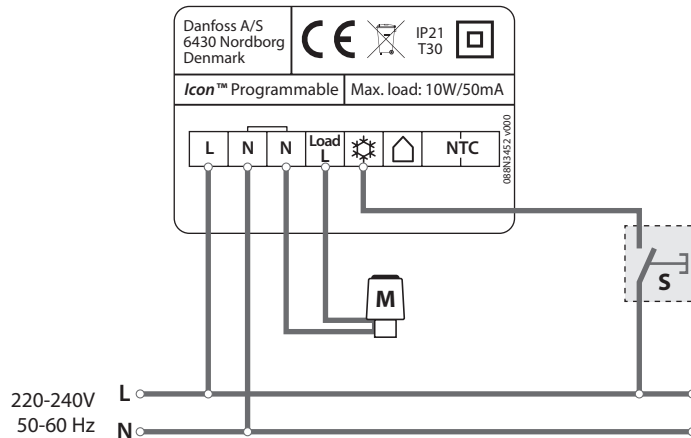 Danfoss A/S
6430 Nordborg
Denmark
CE
IP21
T30
Icon™ Programmable
Max. load: 10W/50mA
L
N
N
Load
L
NTC
088N3452 v000
M
S
220-240V
50-60 Hz
L
N